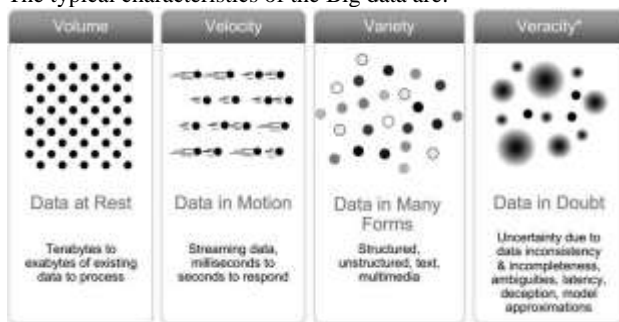 The typical characteristics of the Big data are:
Volume
Velocity
Variety
Veracity*
Data at Rest
Data in Motion
Data in Many
Forms
Data in Doubt
Terabytes to
exabytes of existing
data to process
Streaming data,
milliseconds to
seconds to respond
Structured,
unstructured, text,
multimedia
Uncertainty due to
data inconsistency
& incompleteness,
ambiguities, latency,
deception, model
approximations